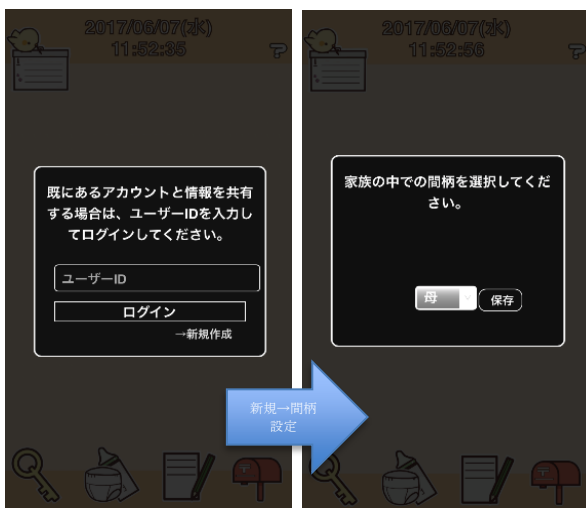 2017/06/07(水)
11:52:35
?
既にあるアカウントと情報を共有
する場合は、ユーザーIDを入力し
てログインしてください。
ユーザーID
ログイン
→新規作成
2017/06/07(水)
11:52:56
?
家族の中での間柄を選択してくだ
さい。
母
保存
新規→間柄
設定